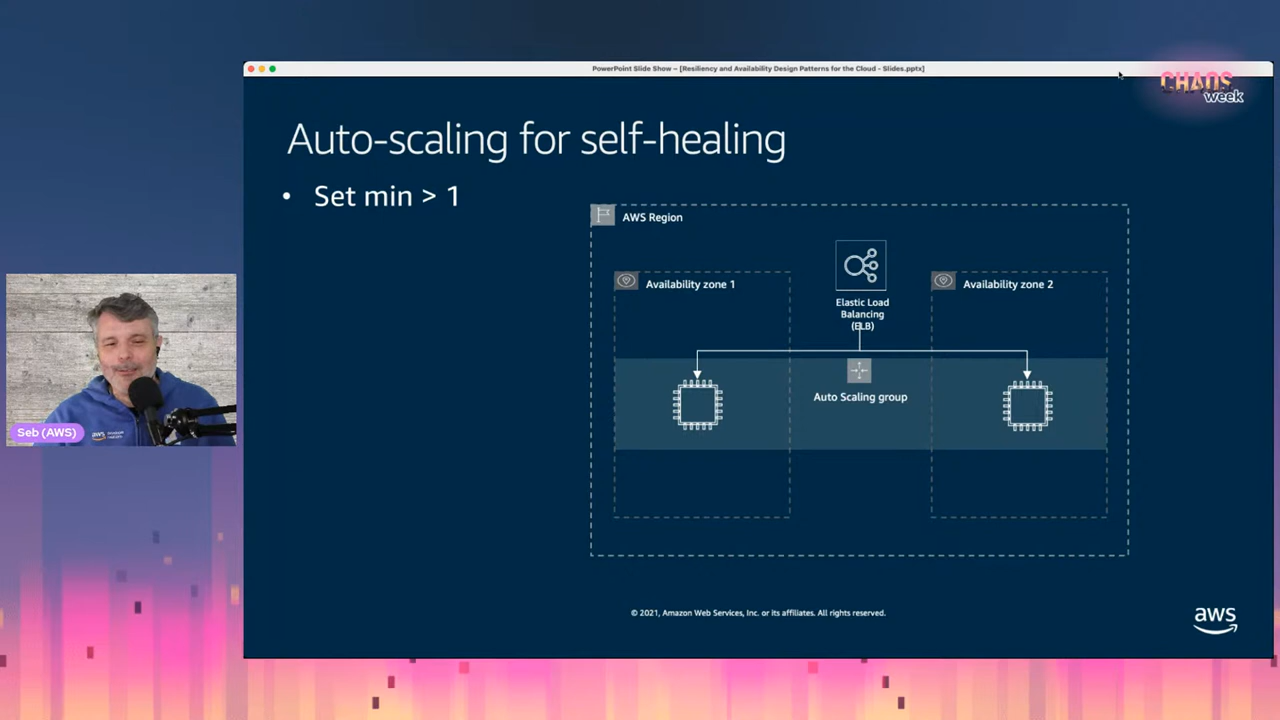 PowerPoint Slide Show – [Resiliency and Availability Design Patterns for the Cloud - Slides.pptx]
CHAOS
week
Auto-scaling for self-healing
• Set min > 1
AWS Region
Availability zone 1
Elastic Load
Balancing
(ELB)
Availability zone 2
Auto Scaling group
Seb (AWS)
aws
© 2021, Amazon Web Services, Inc. or its affiliates. All rights reserved.
aws